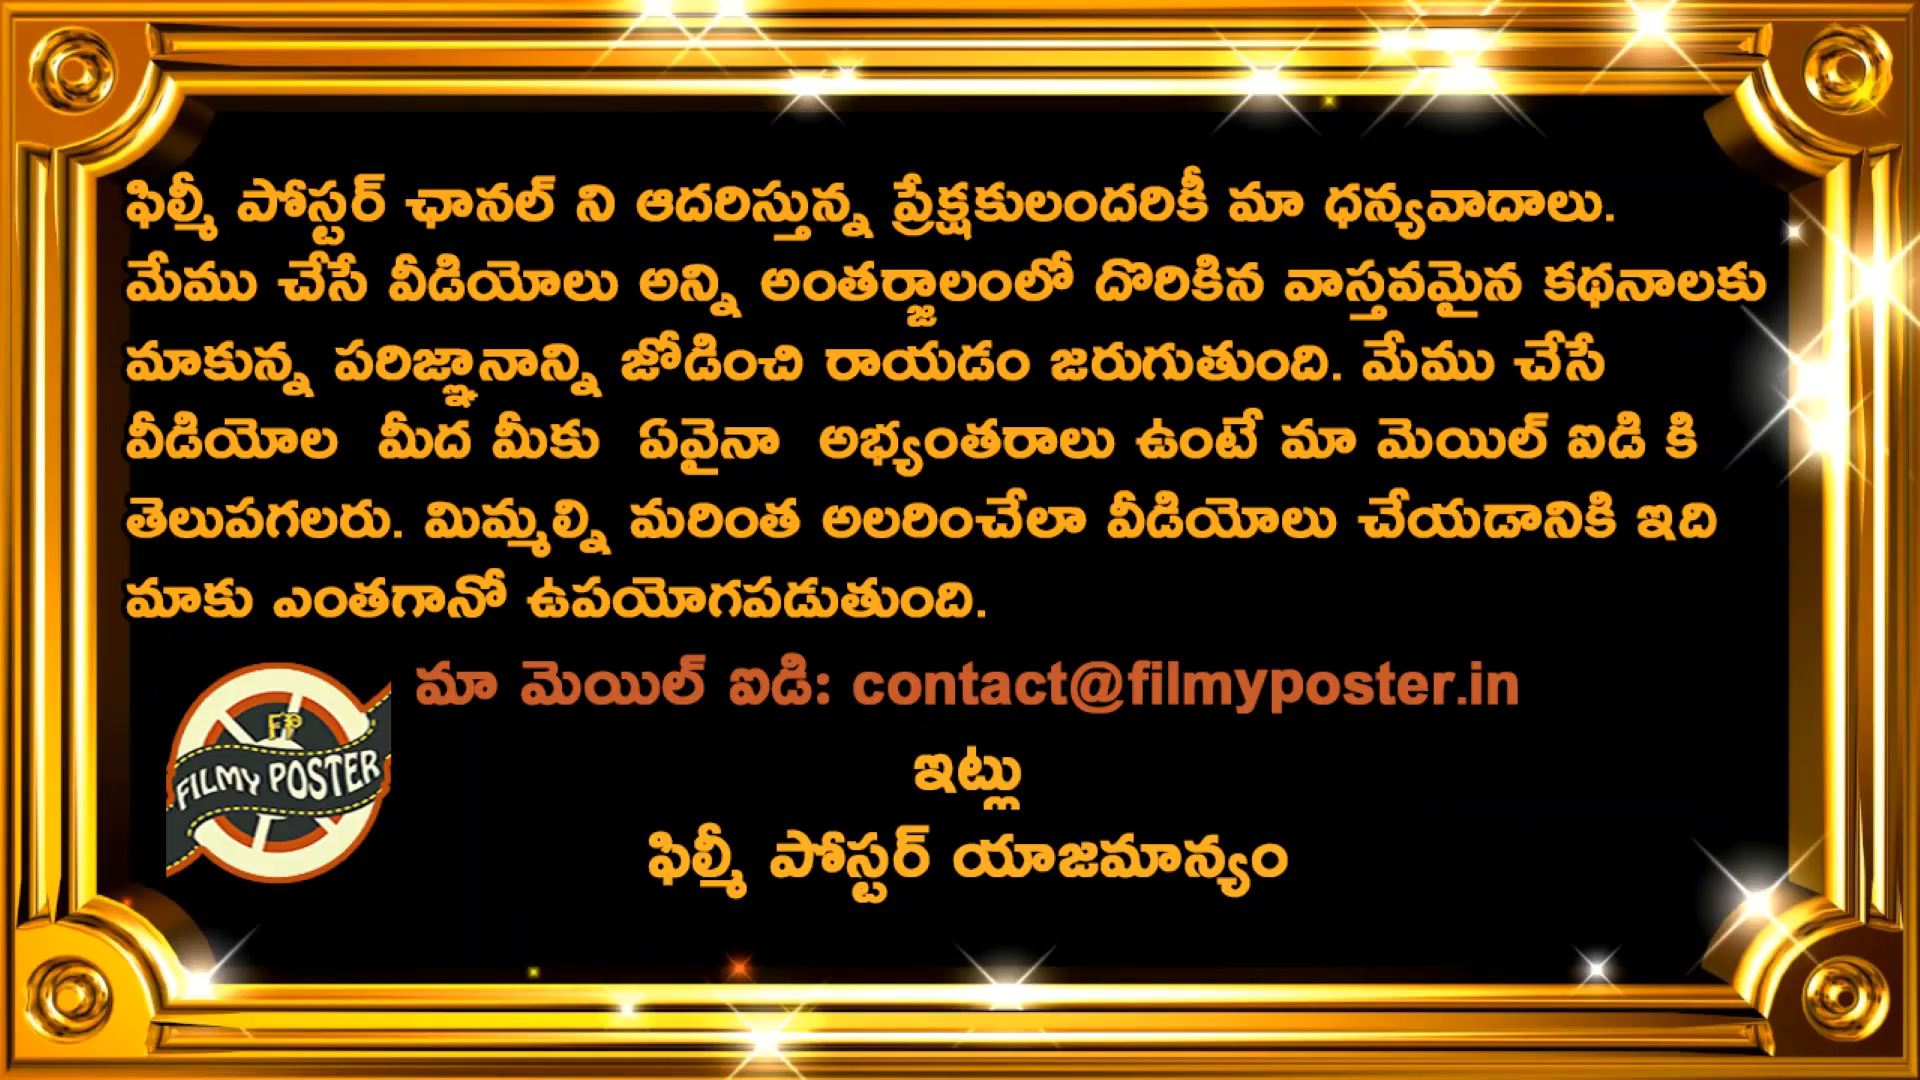 ఫిల్మీ పోస్టర్ ఛానల్ ని ఆదరిస్తున్న ప్రేక్షకులందరికీ మా ధన్యవాదాలు.
మేము చేసే వీడియోలు అన్ని అంతర్జాలంలో దొరికిన వాస్తవమైన కథనాలకు
మాకున్న పరిజ్ఞానాన్ని జోడించి రాయడం జరుగుతుంది. మేము చేసే
వీడియోల మీద మీకు ఏవైనా అభ్యంతరాలు ఉంటే మా మెయిల్ ఐడి కి
తెలుపగలరు. మిమ్మల్ని మరింత అలరించేలా వీడియోలు చేయడానికి ఇది
మాకు ఎంతగానో ఉపయోగపడుతుంది.
మా మెయిల్ ఐడి: contact@filmyposter.in
FP
FILMY POSTER
ఇట్లు
ఫిల్మీ పోస్టర్ యాజమాన్యం